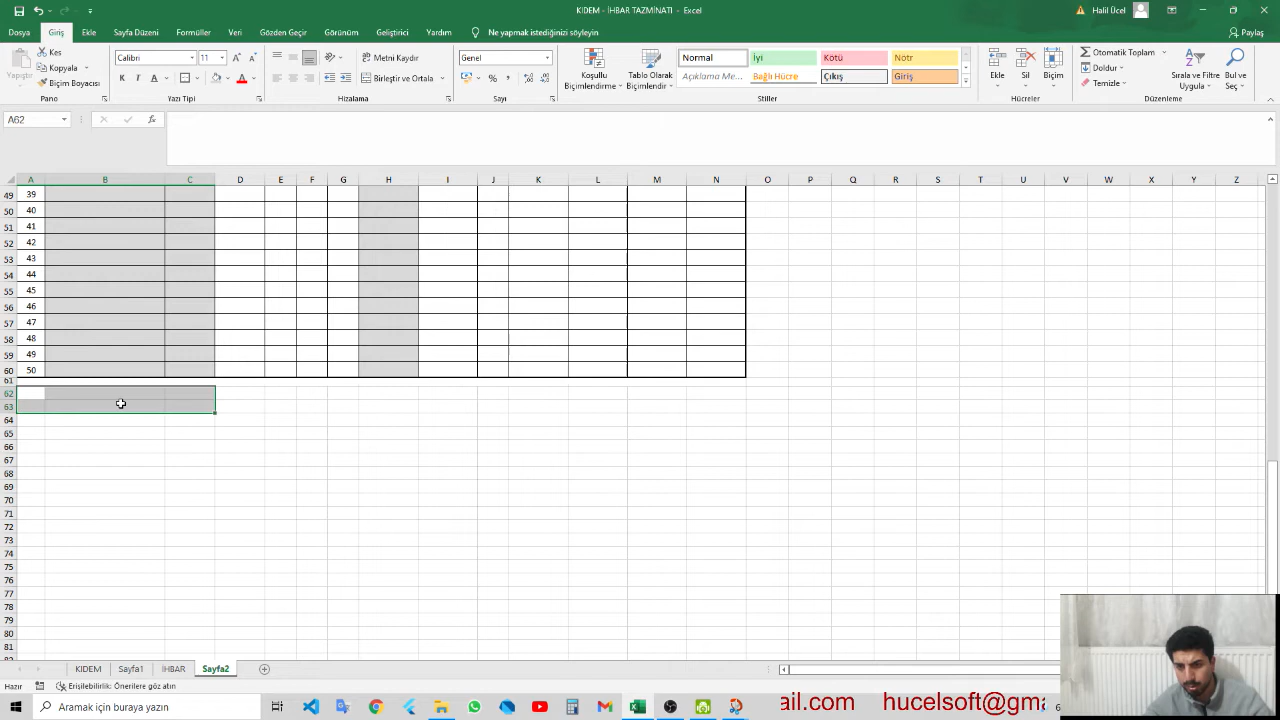 KIDEM - İHBAR TAZMİNATI - Excel
Halil Ücel
Dosya Giriş Ekle Sayfa Düzeni Formüller Veri Gözden Geçir Görünüm Geliştirici Yardım Ne yapmak istediğinizi söyleyin Paylaş
Yapıştır Kes Kopyala Biçim Boyacısı
Calibri 11
K T A
Metni Kaydır
Birleştir ve Ortala
Genel
Koşullu Biçimlendirme
Tablo Olarak Biçimlendir
Normal İyi Kötü Nötr
Açıklama Me... Bağlı Hücre Çıkış Giriş
Ekle Sil Biçim
Otomatik Toplam
Doldur
Temizle
Sırala ve Filtre Uygula
Bul ve Seç
Pano Yazı Tipi Hizalama Sayı Stiller Hücreler Düzenleme
A62 fx
A B C D E F G H I J K L M N O P Q R S T U V W X Y Z
49 39
50 40
51 41
52 42
53 43
54 44
55 45
56 46
57 47
58 48
59 49
60 50
61
62
63
64
65
66
67
68
69
70
71
72
73
74
75
76
77
78
79
80
81
KIDEM Sayfa1 İHBAR Sayfa2
Hazır Erişilebilirlik: Önerilere göz atın
Aramak için buraya yazın
ail.com hucelsoft@gma